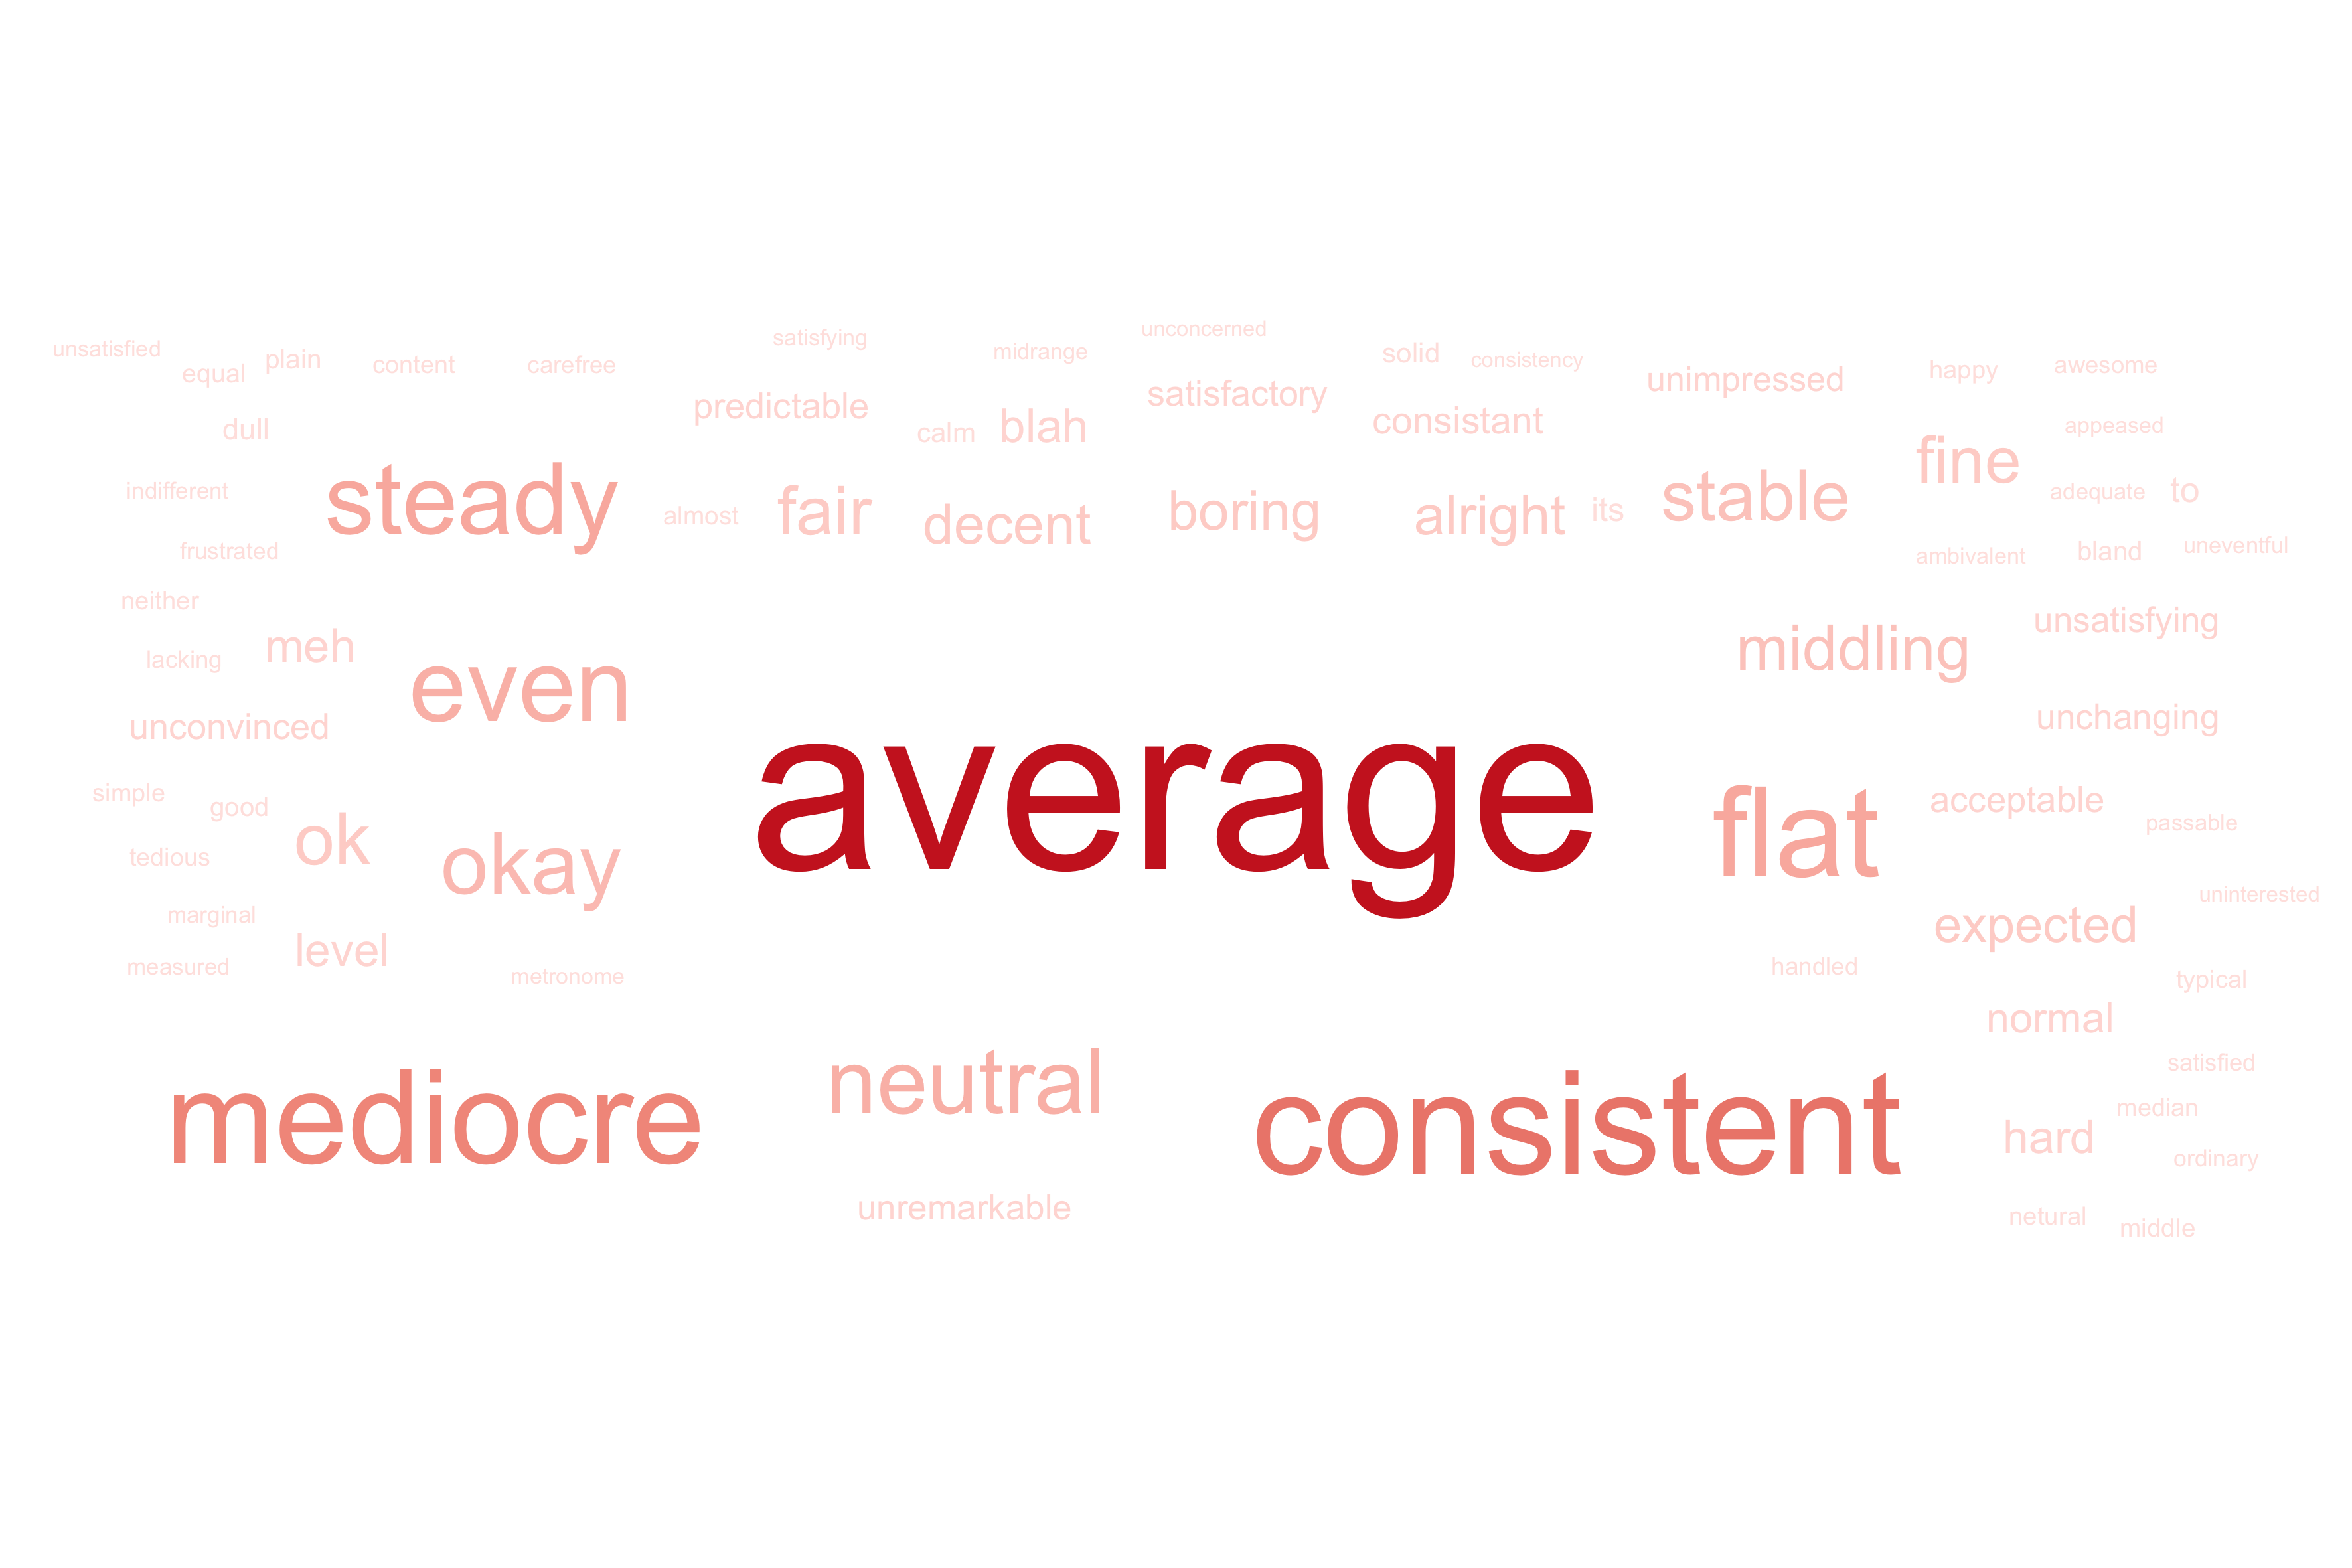 unconcerned
satisfying
unsatisfied
equal
plain
content
carefree
midrange
solid
consistency
unimpressed
happy
awesome
predictable
satisfactory
consistant
dull
calm
blah
appeased
fine
steady
indifferent
almost
fair
decent
boring
alright
its
stable
adequate
to
frustrated
ambivalent
bland
uneventful
neither
meh
lacking
even
middling
unsatisfying
unconvinced
unchanging
simple
good
average
flat
acceptable
passable
ok
okay
tedious
marginal
uninterested
level
expected
measured
metronome
handled
typical
normal
mediocre
neutral
consistent
satisfied
median
hard
ordinary
unremarkable
netural
middle